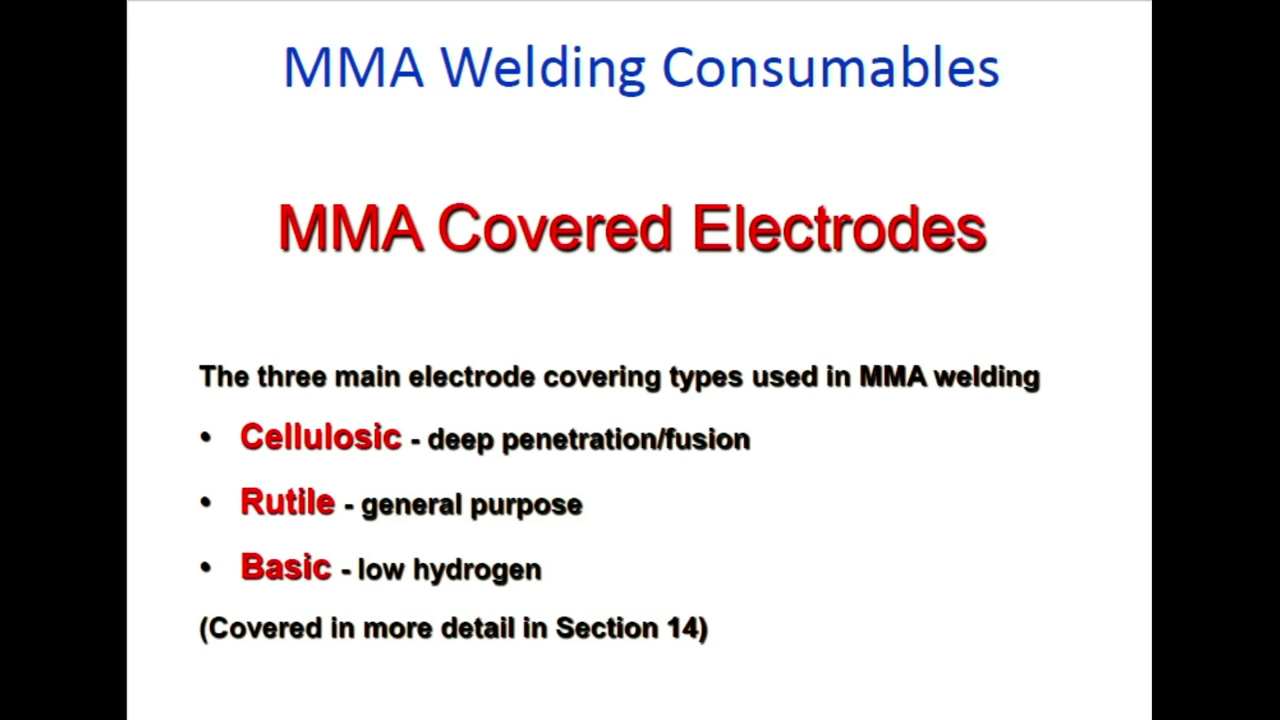 MMA Welding Consumables
MMA Covered Electrodes
The three main electrode covering types used in MMA welding
• Cellulosic - deep penetration/fusion
• Rutile - general purpose
• Basic - low hydrogen
(Covered in more detail in Section 14)